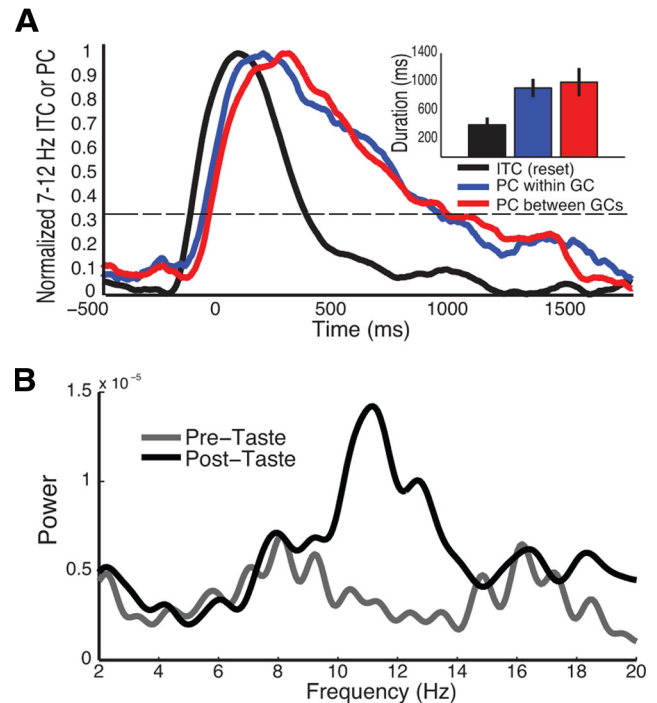 A
Normalized 7-12 Hz ITC or PC
1
0.9
0.8
0.7
0.6
0.5
0.4
0.3
0.2
0.1
0
−500
0
500
1000
1500
Time (ms)
Duration (ms)
1400
1000
600
200
ITC (reset)
PC within GC
PC between GCs
B
Power
1.5 x 10 -5
1
0.5
0
Pre−Taste
Post−Taste
2 4 6 8 10 12 14 16 18 20
Frequency (Hz)